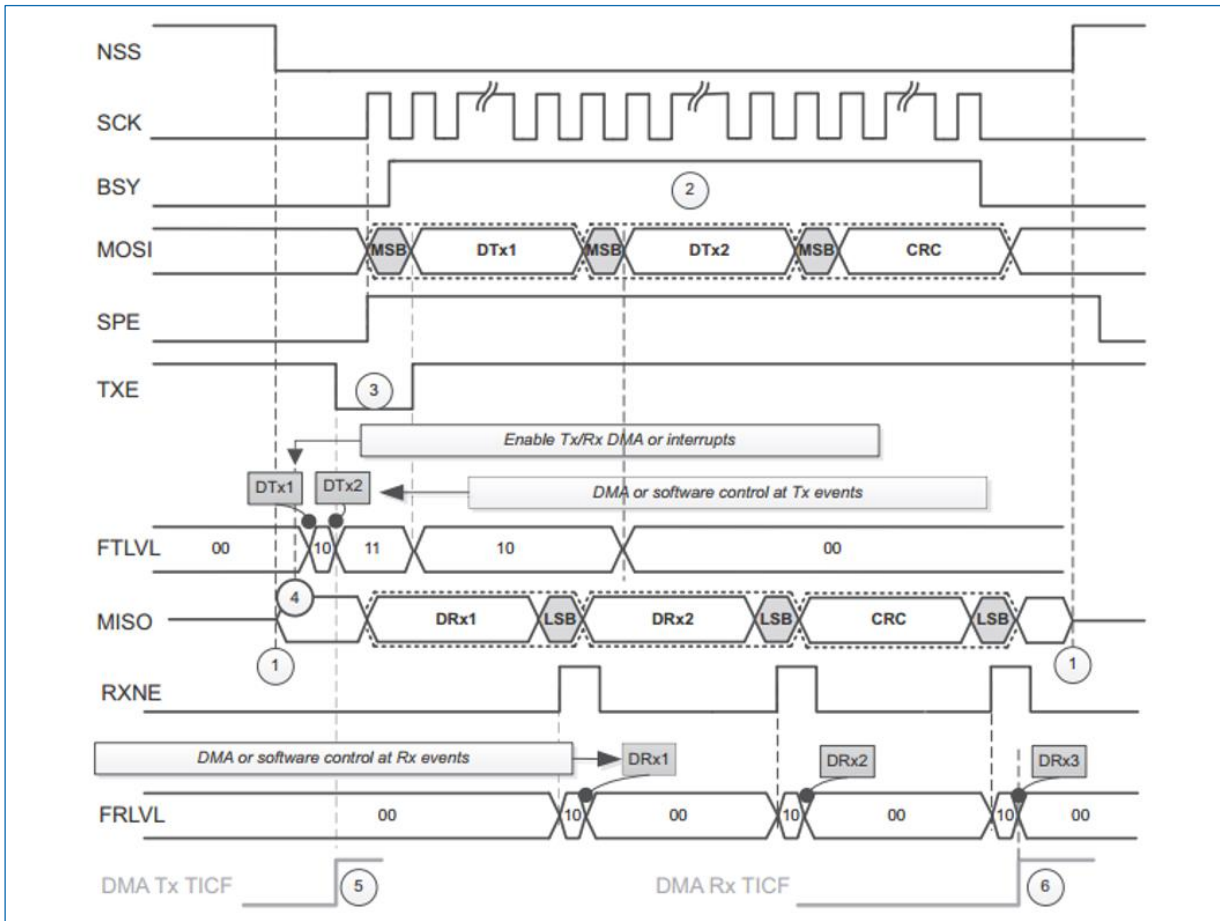 NSS
SCK
BSY
2
MOSI
MSB DTx1 MSB DTx2 MSB CRC
SPE
TXE
3
Enable Tx/Rx DMA or interrupts
DTx1 DTx2
DMA or software control at Tx events
FTLVL
00 10 11 10 00
4
MISO
DRx1 LSB DRx2 LSB CRC LSB
1 1
RXNE
DMA or software control at Rx events
DRx1 DRx2 DRx3
FRLVL
00 10 00 10 00 10 00
DMA Tx TICF 5 DMA Rx TICF 6